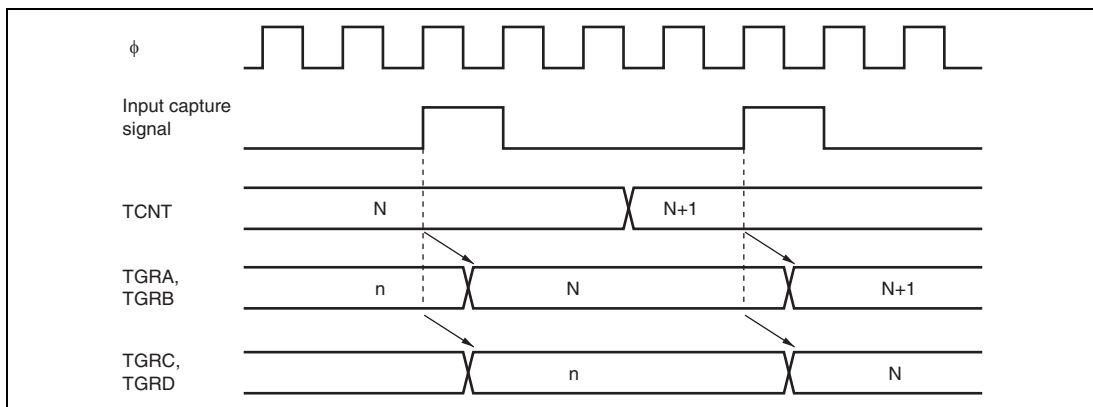 ϕ
Input capture
signal
TCNT
N
N+1
TGRA,
TGRB
n
N
N+1
TGRC,
TGRD
n
N